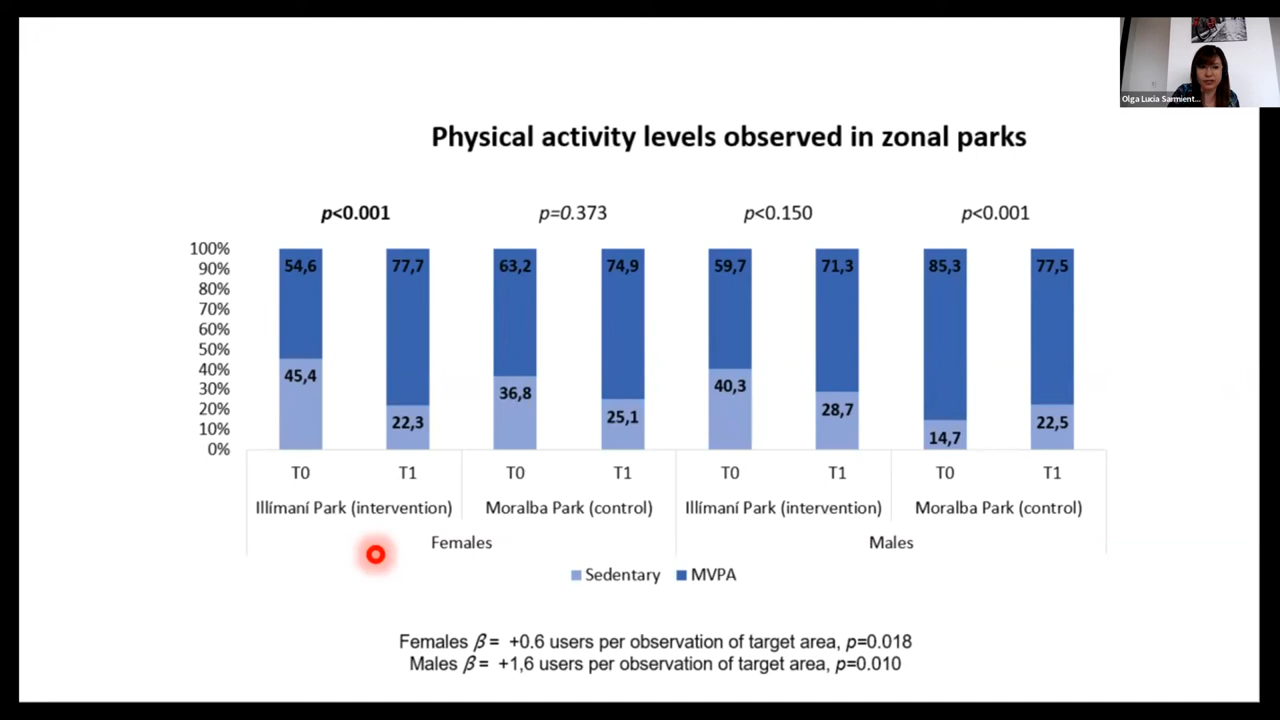 Olga Lucia Sarmient...
Physical activity levels observed in zonal parks
p<0.001 p=0.373 p<0.150 p<0.001
100%
90%
80%
70%
60%
50%
40%
30%
20%
10%
0%
54,6 77,7 63,2 74,9 59,7 71,3 85,3 77,5
45,4 22,3 36,8 25,1 40,3 28,7 14,7 22,5
T0 T1 T0 T1 T0 T1 T0 T1
Illímaní Park (intervention) Moralba Park (control) Illímaní Park (intervention) Moralba Park (control)
Females Males
Sedentary MVPA
Females β = +0.6 users per observation of target area, p=0.018
Males β = +1,6 users per observation of target area, p=0.010